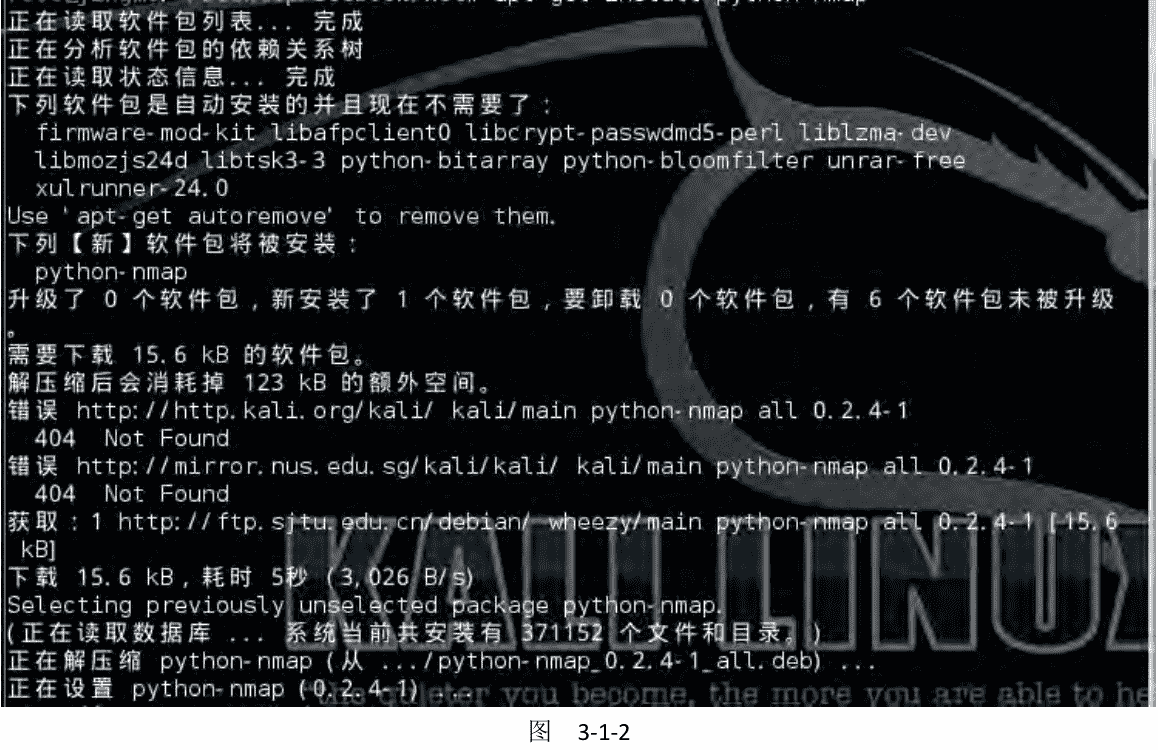 apt-get install python-nmap
正在读取软件包列表... 完成
正在分析软件包的依赖关系树
正在读取状态信息... 完成
下列软件包是自动安装的并且现在不需要了：
firmware-mod-kit libafpclient0 libcrypt-passwdmd5-perl liblzma-dev
libmozjs24d libtsk3-3 python-bitarray python-bloomfilter unrar-free
xulrunner-24.0
Use 'apt-get autoremove' to remove them.
下列【新】软件包将被安装：
python-nmap
升级了 0 个软件包，新安装了 1 个软件包，要卸载 0 个软件包，有 6 个软件包未被升级
。
需要下载 15.6 kB 的软件包。
解压缩后会消耗掉 123 kB 的额外空间。
错误 http://http.kali.org/kali/ kali/main python-nmap all 0.2.4-1
404 Not Found
错误 http://mirror.nus.edu.sg/kali/kali/ kali/main python-nmap all 0.2.4-1
404 Not Found
获取：1 http://ftp.sjtu.edu.cn/debian/ wheezy/main python-nmap all 0.2.4-1 [15.6
kB]
下载 15.6 kB，耗时 5秒 (3,026 B/s)
Selecting previously unselected package python-nmap.
(正在读取数据库 ... 系统当前共安装有 371152 个文件和目录。)
正在解压缩 python-nmap (从 .../python-nmap_0.2.4-1_all.deb) ...
正在设置 python-nmap (0.2.4-1) ...
KALI LINUX
the quieter you become, the more you are able to he
图 3-1-2